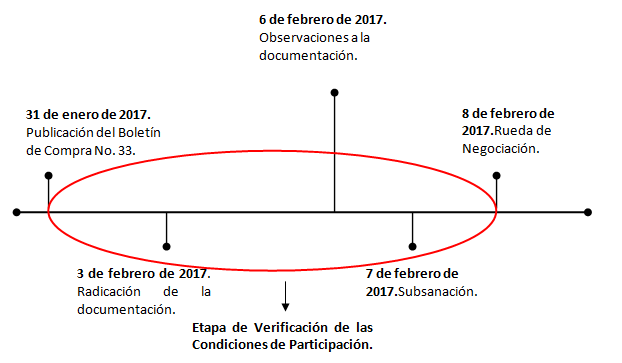 6 de febrero de 2017.
Observaciones a la
documentación.
31 de enero de 2017.
Publicación del Boletín
de Compra No. 33.
8 de febrero de
2017.Rueda de
Negociación.
3 de febrero de 2017.
Radicación de la
documentación.
7 de febrero de
2017.Subsanación.
Etapa de Verificación de las
Condiciones de Participación.